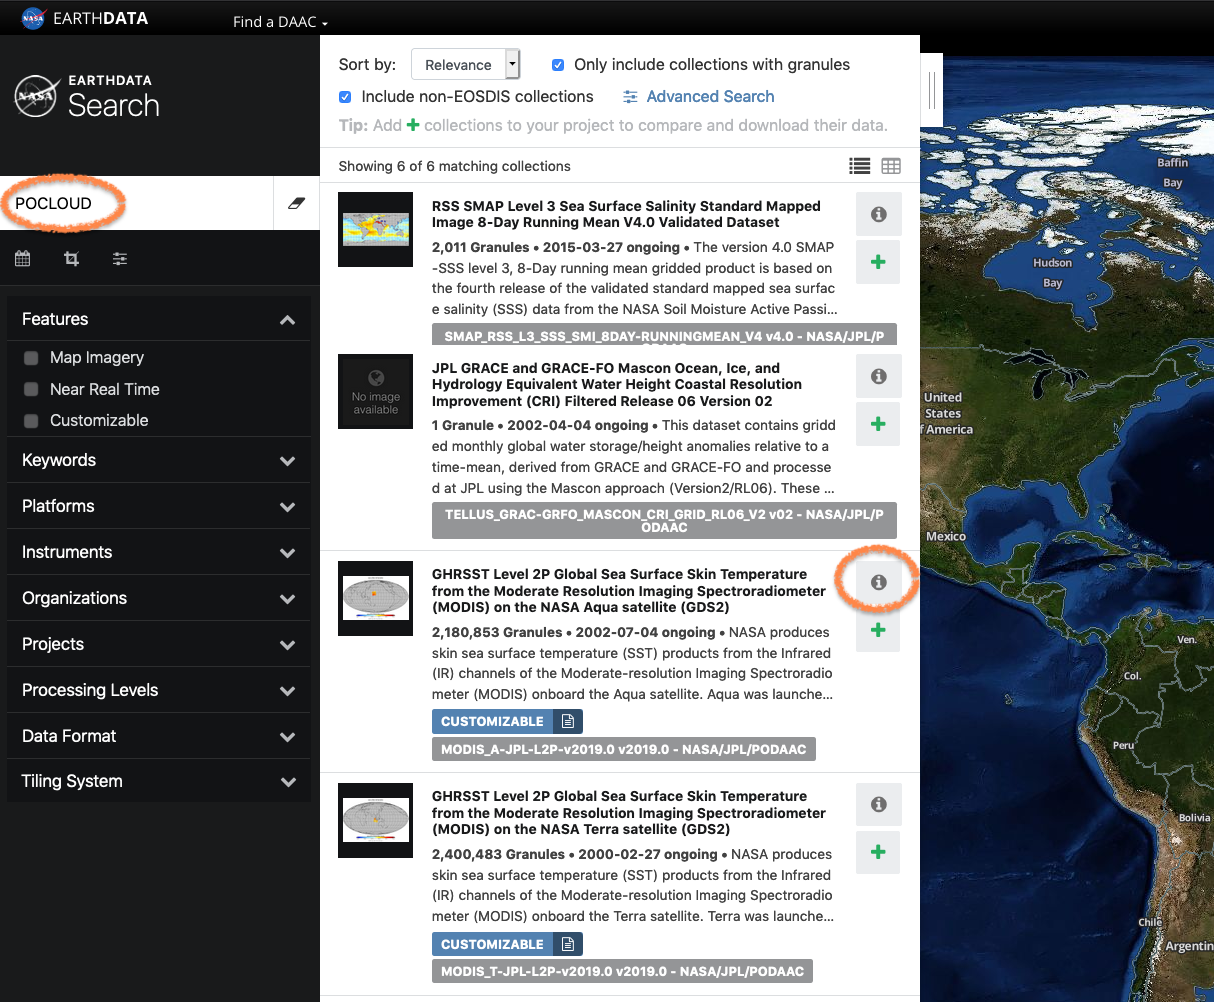 NASA EARTHDATA
Find a DAAC
NASA EARTHDATA
Search
POCLOUD
Features
Map Imagery
Near Real Time
Customizable
Keywords
Platforms
Instruments
Organizations
Projects
Processing Levels
Data Format
Tiling System
Sort by: Relevance Only include collections with granules
Include non-EOSDIS collections Advanced Search
Tip: Add + collections to your project to compare and download their data.
Showing 6 of 6 matching collections
RSS SMAP Level 3 Sea Surface Salinity Standard Mapped
Image 8-Day Running Mean V4.0 Validated Dataset
2,011 Granules • 2015-03-27 ongoing • The version 4.0 SMAP
-SSS level 3, 8-Day running mean gridded product is based on
the fourth release of the validated standard mapped sea surfac
e salinity (SSS) data from the NASA Soil Moisture Active Passi...
SMAP_RSS_L3_SSS_SMI_8DAY-RUNNINGMEAN_V4 v4.0 - NASA/JPL/P
ODAAC
No image
available
JPL GRACE and GRACE-FO Mascon Ocean, Ice, and
Hydrology Equivalent Water Height Coastal Resolution
Improvement (CRI) Filtered Release 06 Version 02
1 Granule • 2002-04-04 ongoing • This dataset contains gridd
ed monthly global water storage/height anomalies relative to a
time-mean, derived from GRACE and GRACE-FO and processe
d at JPL using the Mascon approach (Version2/RL06). These ...
TELLUS_GRAC-GRFO_MASCON_CRI_GRID_RL06_V2 v02 - NASA/JPL/P
ODAAC
GHRSST Level 2P Global Sea Surface Skin Temperature
from the Moderate Resolution Imaging Spectroradiometer
(MODIS) on the NASA Aqua satellite (GDS2)
2,180,853 Granules • 2002-07-04 ongoing • NASA produces
skin sea surface temperature (SST) products from the Infrared
(IR) channels of the Moderate-resolution Imaging Spectroradio
meter (MODIS) onboard the Aqua satellite. Aqua was launche...
CUSTOMIZABLE
MODIS_A-JPL-L2P-v2019.0 v2019.0 - NASA/JPL/PODAAC
GHRSST Level 2P Global Sea Surface Skin Temperature
from the Moderate Resolution Imaging Spectroradiometer
(MODIS) on the NASA Terra satellite (GDS2)
2,400,483 Granules • 2000-02-27 ongoing • NASA produces
skin sea surface temperature (SST) products from the Infrared
(IR) channels of the Moderate-resolution Imaging Spectroradio
meter (MODIS) onboard the Terra satellite. Terra was launche...
CUSTOMIZABLE
MODIS_T-JPL-L2P-v2019.0 v2019.0 - NASA/JPL/PODAAC
Baffin
Bay
Hudson
Bay
United
States
f America
Mexico
Ven.
Col.
Peru
Bolivia
Chile
Argentin